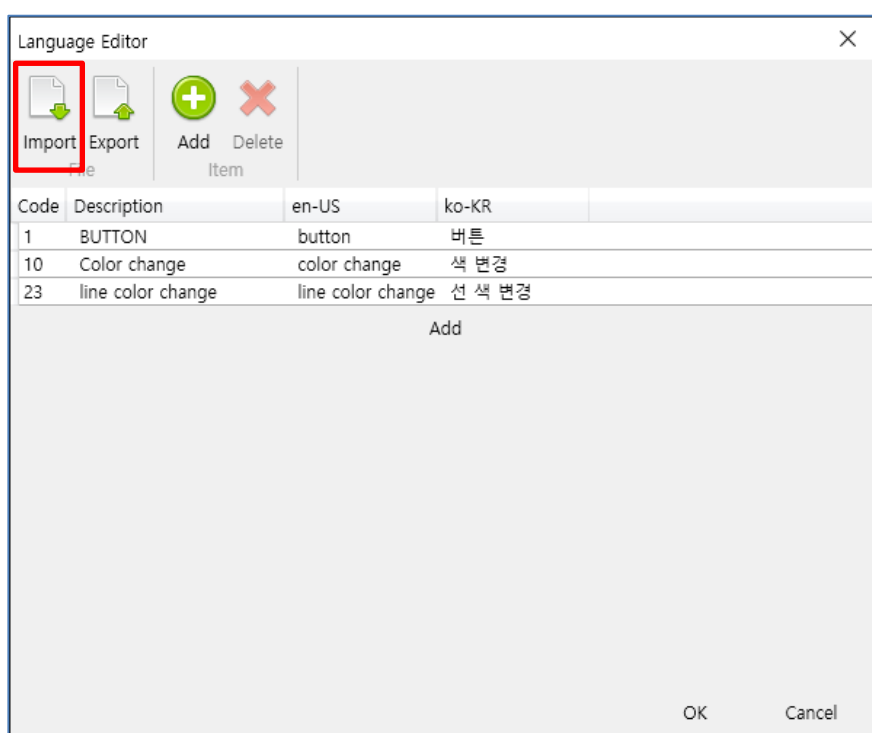 Language Editor
Import Export Add Delete
File Item
Code Description en-US ko-KR
1 BUTTON button 버튼
10 Color change color change 색 변경
23 line color change line color change 선 색 변경
Add
OK Cancel